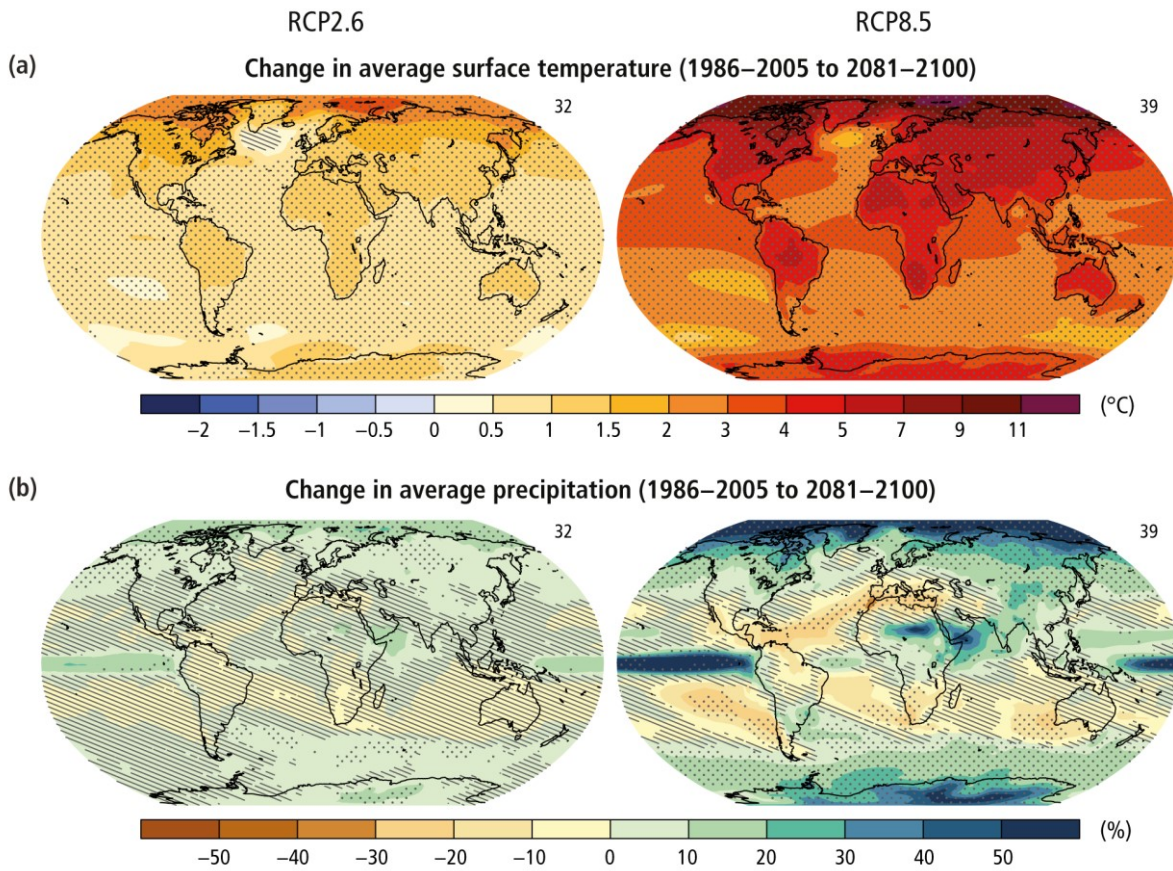 RCP2.6 RCP8.5
(a) Change in average surface temperature (1986–2005 to 2081–2100)
32 39
(°C)
−2 −1.5 −1 −0.5 0 0.5 1 1.5 2 3 4 5 7 9 11
(b) Change in average precipitation (1986–2005 to 2081–2100)
32 39
(%)
−50 −40 −30 −20 −10 0 10 20 30 40 50